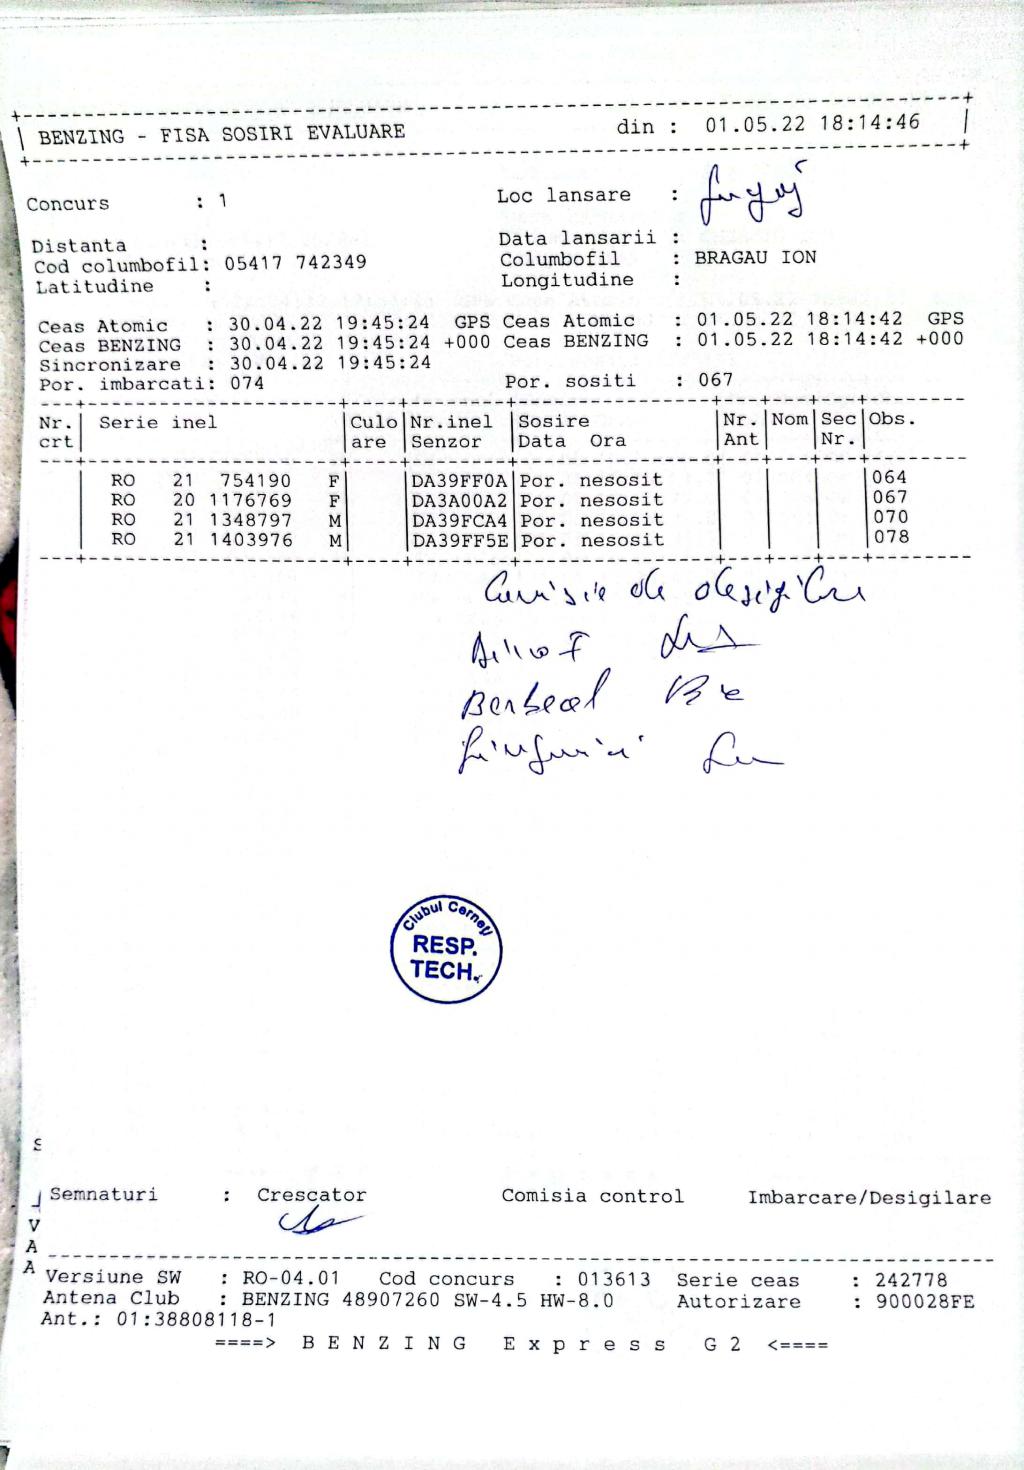 BENZING - FISA SOSIRI EVALUARE din : 01.05.22 18:14:46
Concurs : 1 Loc lansare :
Distanta : Data lansarii :
Cod columbofil: 05417 742349 Columbofil : BRAGAU ION
Latitudine : Longitudine :
Ceas Atomic : 30.04.22 19:45:24 GPS Ceas Atomic : 01.05.22 18:14:42 GPS
Ceas BENZING : 30.04.22 19:45:24 +000 Ceas BENZING : 01.05.22 18:14:42 +000
Sincronizare : 30.04.22 19:45:24
Por. imbarcati: 074 Por. sositi : 067
Nr. Serie inel Culo Nr.inel Sosire Nr. Nom Sec Obs.
crt are Senzor Data Ora Ant Nr.
RO 21 754190 F DA39FF0A Por. nesosit 064
RO 20 1176769 F DA3A00A2 Por. nesosit 067
RO 21 1348797 M DA39FCA4 Por. nesosit 070
RO 21 1403976 M DA39FF5E Por. nesosit 078
de
Berbecel
Clubul Cerneți
RESP.
TECH.
S
Semnaturi : Crescator Comisia control Imbarcare/Desigilare
V
A
A
Versiune SW : RO-04.01 Cod concurs : 013613 Serie ceas : 242778
Antena Club : BENZING 48907260 SW-4.5 HW-8.0 Autorizare : 900028FE
Ant.: 01:38808118-1
====> B E N Z I N G E x p r e s s G 2 <====